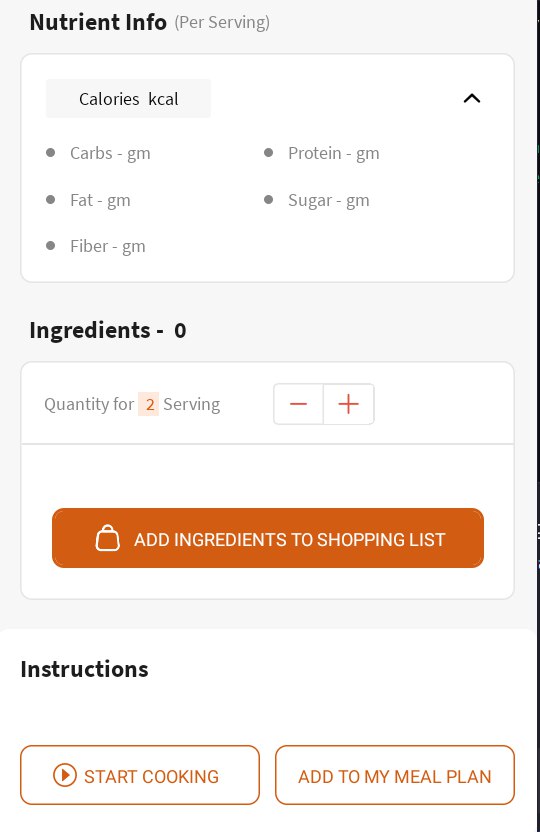 Nutrient Info (Per Serving)
Calories kcal
Carbs - gm
Protein - gm
Fat - gm
Sugar - gm
Fiber - gm
Ingredients - 0
Quantity for 2 Serving
ADD INGREDIENTS TO SHOPPING LIST
Instructions
START COOKING
ADD TO MY MEAL PLAN